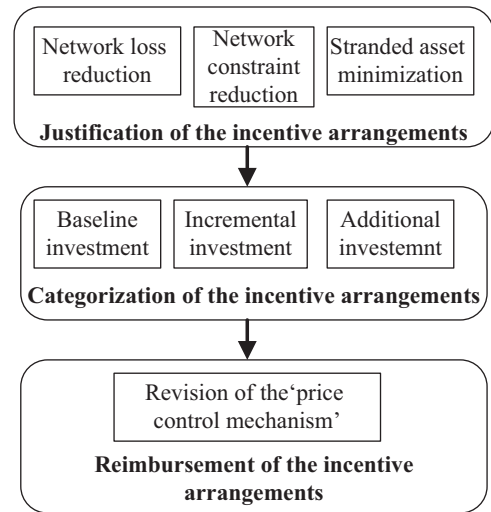 Network loss
reduction
Network
constraint
reduction
Stranded asset
minimization
Justification of the incentive arrangements
Baseline
investment
Incremental
investment
Additional
investemnt
Categorization of the incentive arrangements
Revision of the‘price
control mechanism’
Reimbursement of the incentive
arrangements